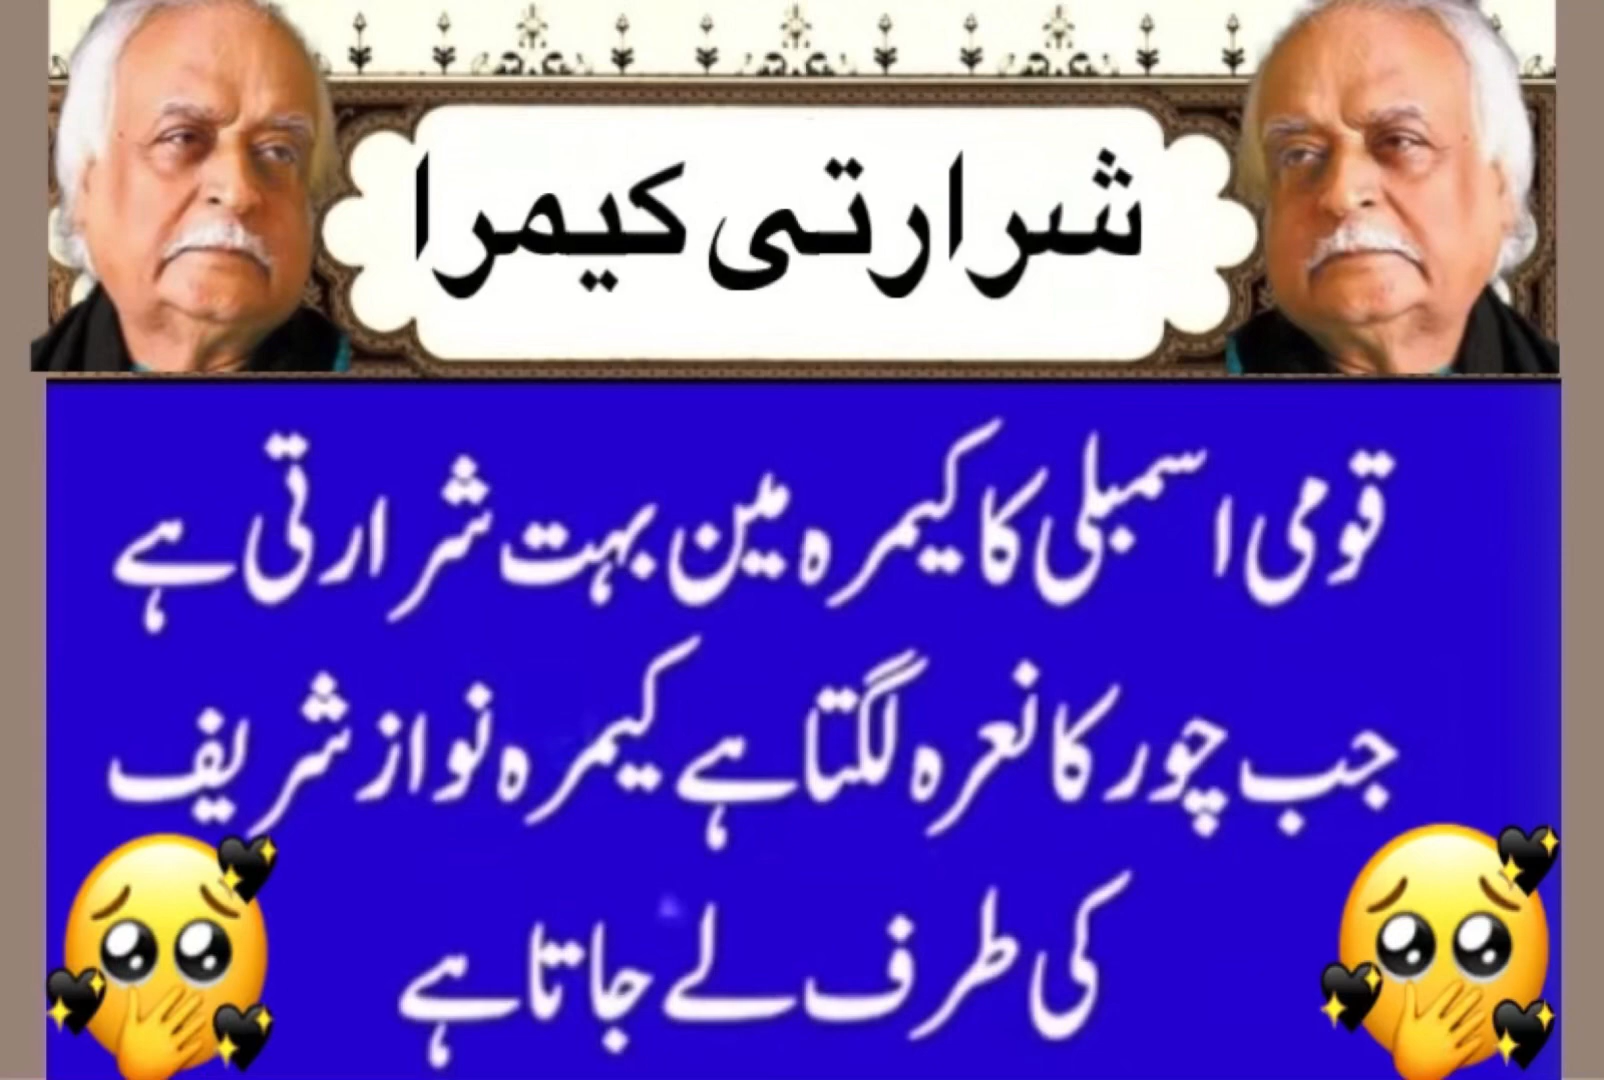 شرارتی کیمرا
قومی اسمبلی کا کیمرہ مین بہت شرارتی ہے
جب چور کا نعرہ لگتا ہے کیمرہ نواز شریف
کی طرف لے جاتا ہے